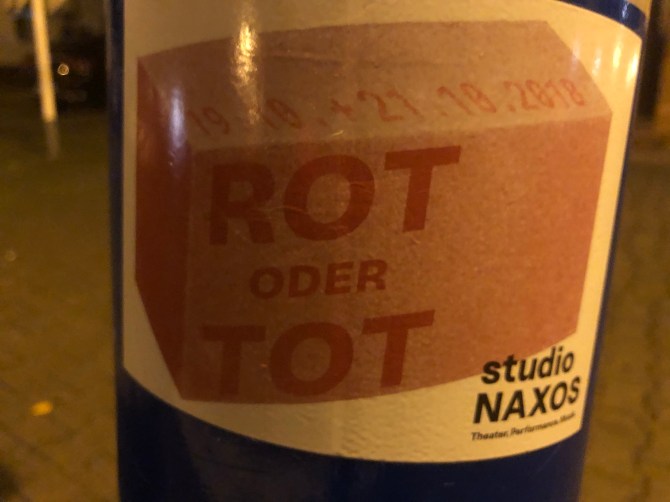 19.10.+21.10.2018
ROT
ODER
TOT
studio
NAXOS
Theater, Performance, Musik